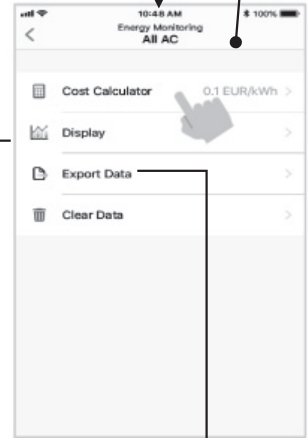 10:48 AM
100%
Energy Monitoring
All AC
Cost Calculator 0.1 EUR/kWh
Display
Export Data
Clear Data